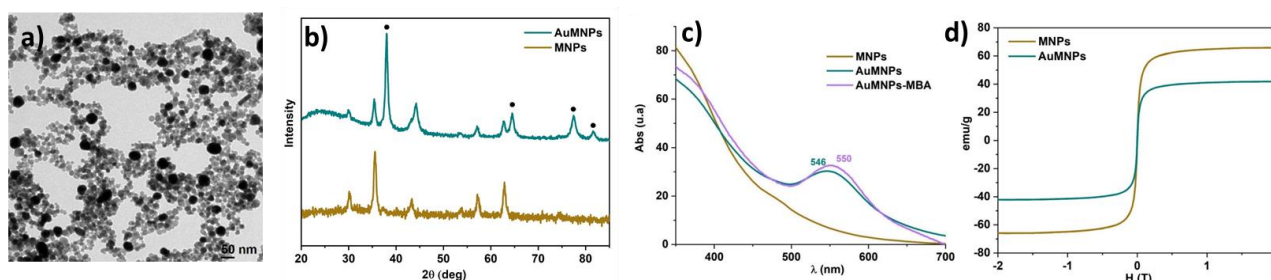 a)
50 nm
b)
AuMNPs
MNPs
Intensity
20 30 40 50 60 70 80
2θ (deg)
c)
MNPs
AuMNPs
AuMNPs-MBA
546 550
Abs (u.a)
80
60
40
20
0
400 500 600 700
λ (nm)
d)
MNPs
AuMNPs
emu/g
80
60
40
20
0
-20
-40
-60
-80
-2 -1 0 1
H (T)